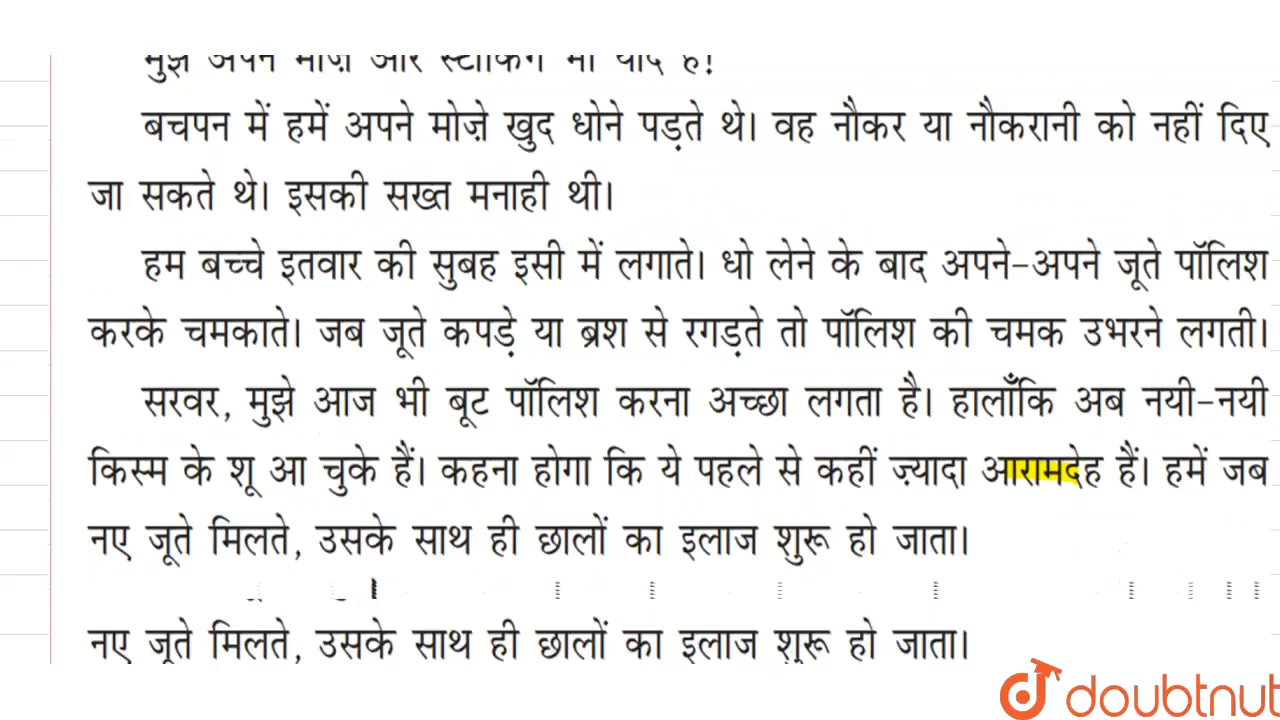 मुझे अपने मोज़े और स्टॉकिंग भी याद हैं!
बचपन में हमें अपने मोज़े खुद धोने पड़ते थे। वह नौकर या नौकरानी को नहीं दिए
जा सकते थे। इसकी सख्त मनाही थी।
हम बच्चे इतवार की सुबह इसी में लगाते। धो लेने के बाद अपने-अपने जूते पॉलिश
करके चमकाते। जब जूते कपड़े या ब्रश से रगड़ते तो पॉलिश की चमक उभरने लगती।
सरवर, मुझे आज भी बूट पॉलिश करना अच्छा लगता है। हालाँकि अब नयी-नयी
किस्म के शू आ चुके हैं। कहना होगा कि ये पहले से कहीं ज़्यादा आरामदेह हैं। हमें जब
नए जूते मिलते, उसके साथ ही छालों का इलाज शुरू हो जाता।
नए जूते मिलते, उसके साथ ही छालों का इलाज शुरू हो जाता।
doubtnut